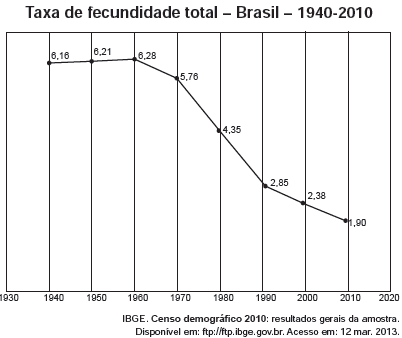 Taxa de fecundidade total – Brasil – 1940-2010
6,16
6,21
6,28
5,76
4,35
2,85
2,38
1,90
1930 1940 1950 1960 1970 1980 1990 2000 2010 2020
IBGE. Censo demográfico 2010: resultados gerais da amostra.
Disponível em: ftp://ftp.ibge.gov.br. Acesso em: 12 mar. 2013.